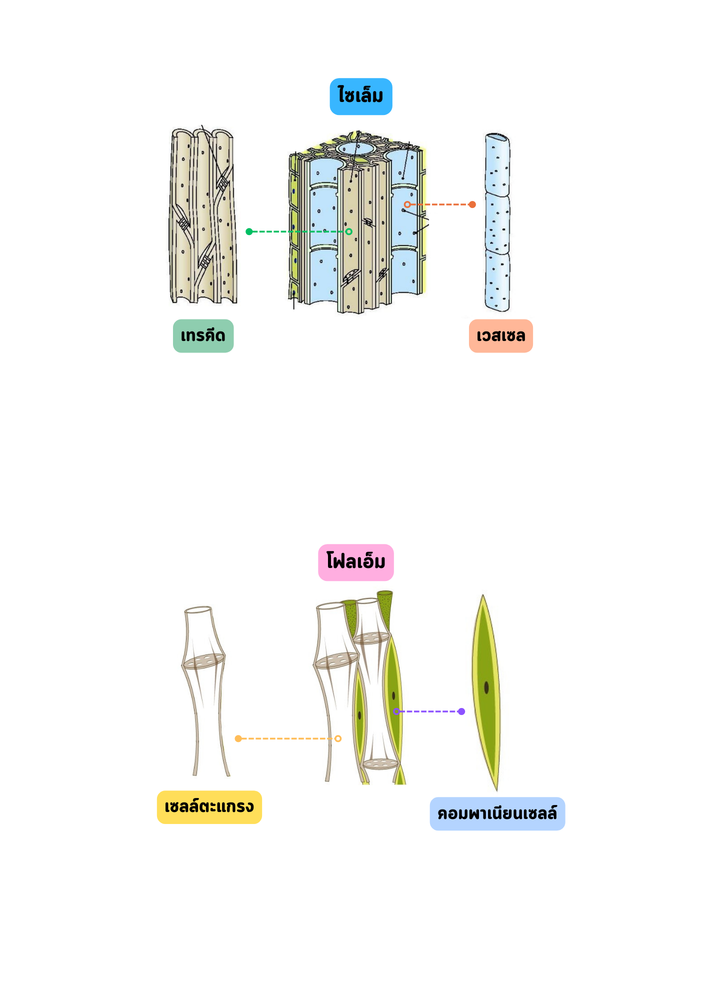 ไซเล็ม
เทรคีด
เวสเซล
โฟลเอ็ม
เซลล์ตะแกรง
คอมพาเนียนเซลล์